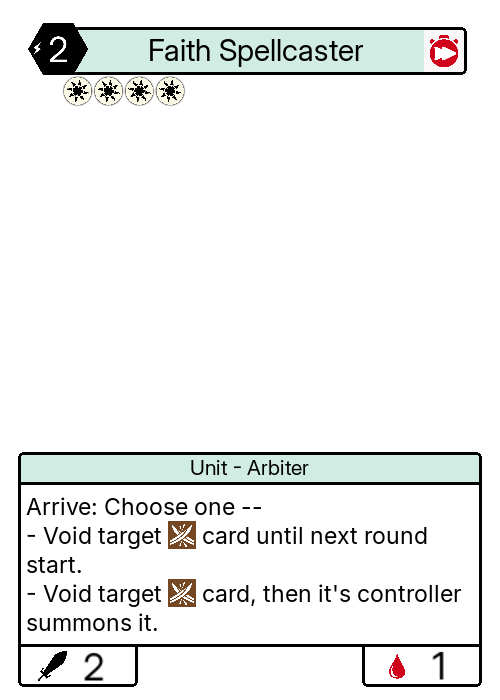 2 Faith Spellcaster
Unit - Arbiter
Arrive: Choose one --
- Void target card until next round
start.
- Void target card, then it's controller
summons it.
2
1